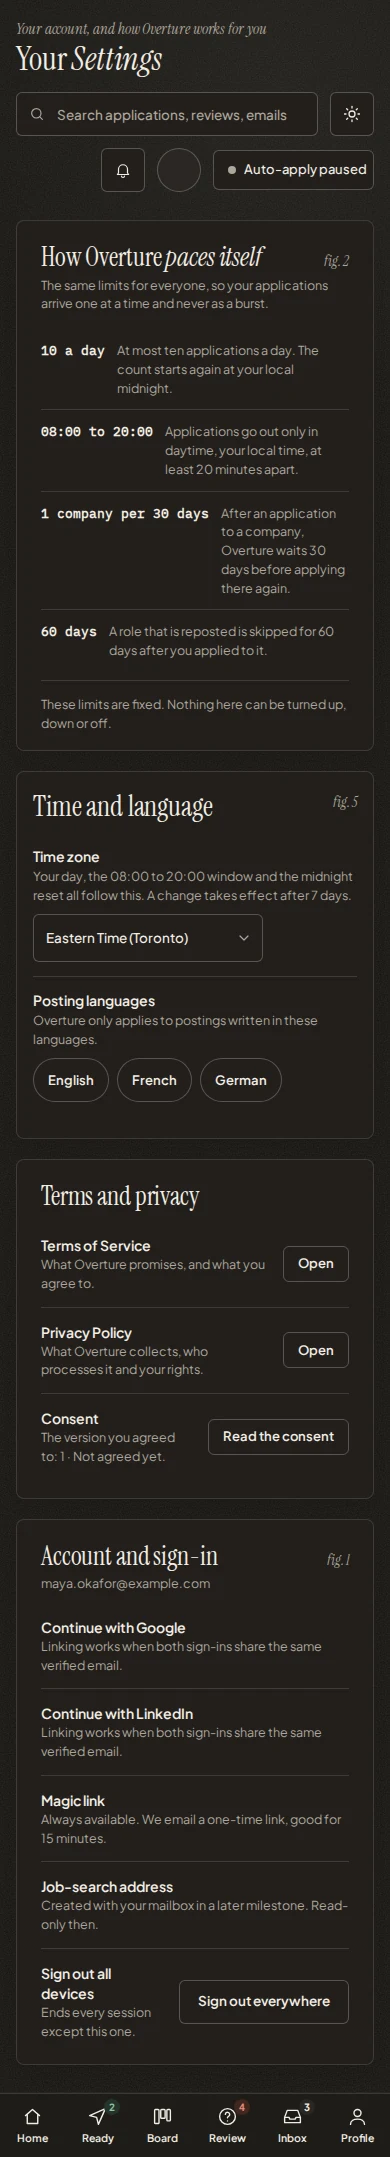 Your account, and how Overture works for you
Your Settings
Search applications, reviews, emails
Auto-apply paused
How Overture paces itself
fig. 2
The same limits for everyone, so your applications
arrive one at a time and never as a burst.
10 a day
At most ten applications a day. The
count starts again at your local
midnight.
08:00 to 20:00
Applications go out only in
daytime, your local time, at
least 20 minutes apart.
1 company per 30 days
After an application
to a company,
Overture waits 30
days before applying
there again.
60 days
A role that is reposted is skipped for 60
days after you applied to it.
These limits are fixed. Nothing here can be turned up,
down or off.
Time and language
fig. 5
Time zone
Your day, the 08:00 to 20:00 window and the midnight
reset all follow this. A change takes effect after 7 days.
Eastern Time (Toronto)
Posting languages
Overture only applies to postings written in these
languages.
English
French
German
Terms and privacy
Terms of Service
What Overture promises, and what you
agree to.
Open
Privacy Policy
What Overture collects, who
processes it and your rights.
Open
Consent
The version you agreed
to: 1 · Not agreed yet.
Read the consent
Account and sign-in
fig. 1
maya.okafor@example.com
Continue with Google
Linking works when both sign-ins share the same
verified email.
Continue with LinkedIn
Linking works when both sign-ins share the same
verified email.
Magic link
Always available. We email a one-time link, good for
15 minutes.
Job-search address
Created with your mailbox in a later milestone. Read-
only then.
Sign out all
devices
Ends every session
except this one.
Sign out everywhere
2
4
3
Home
Ready
Board
Review
Inbox
Profile